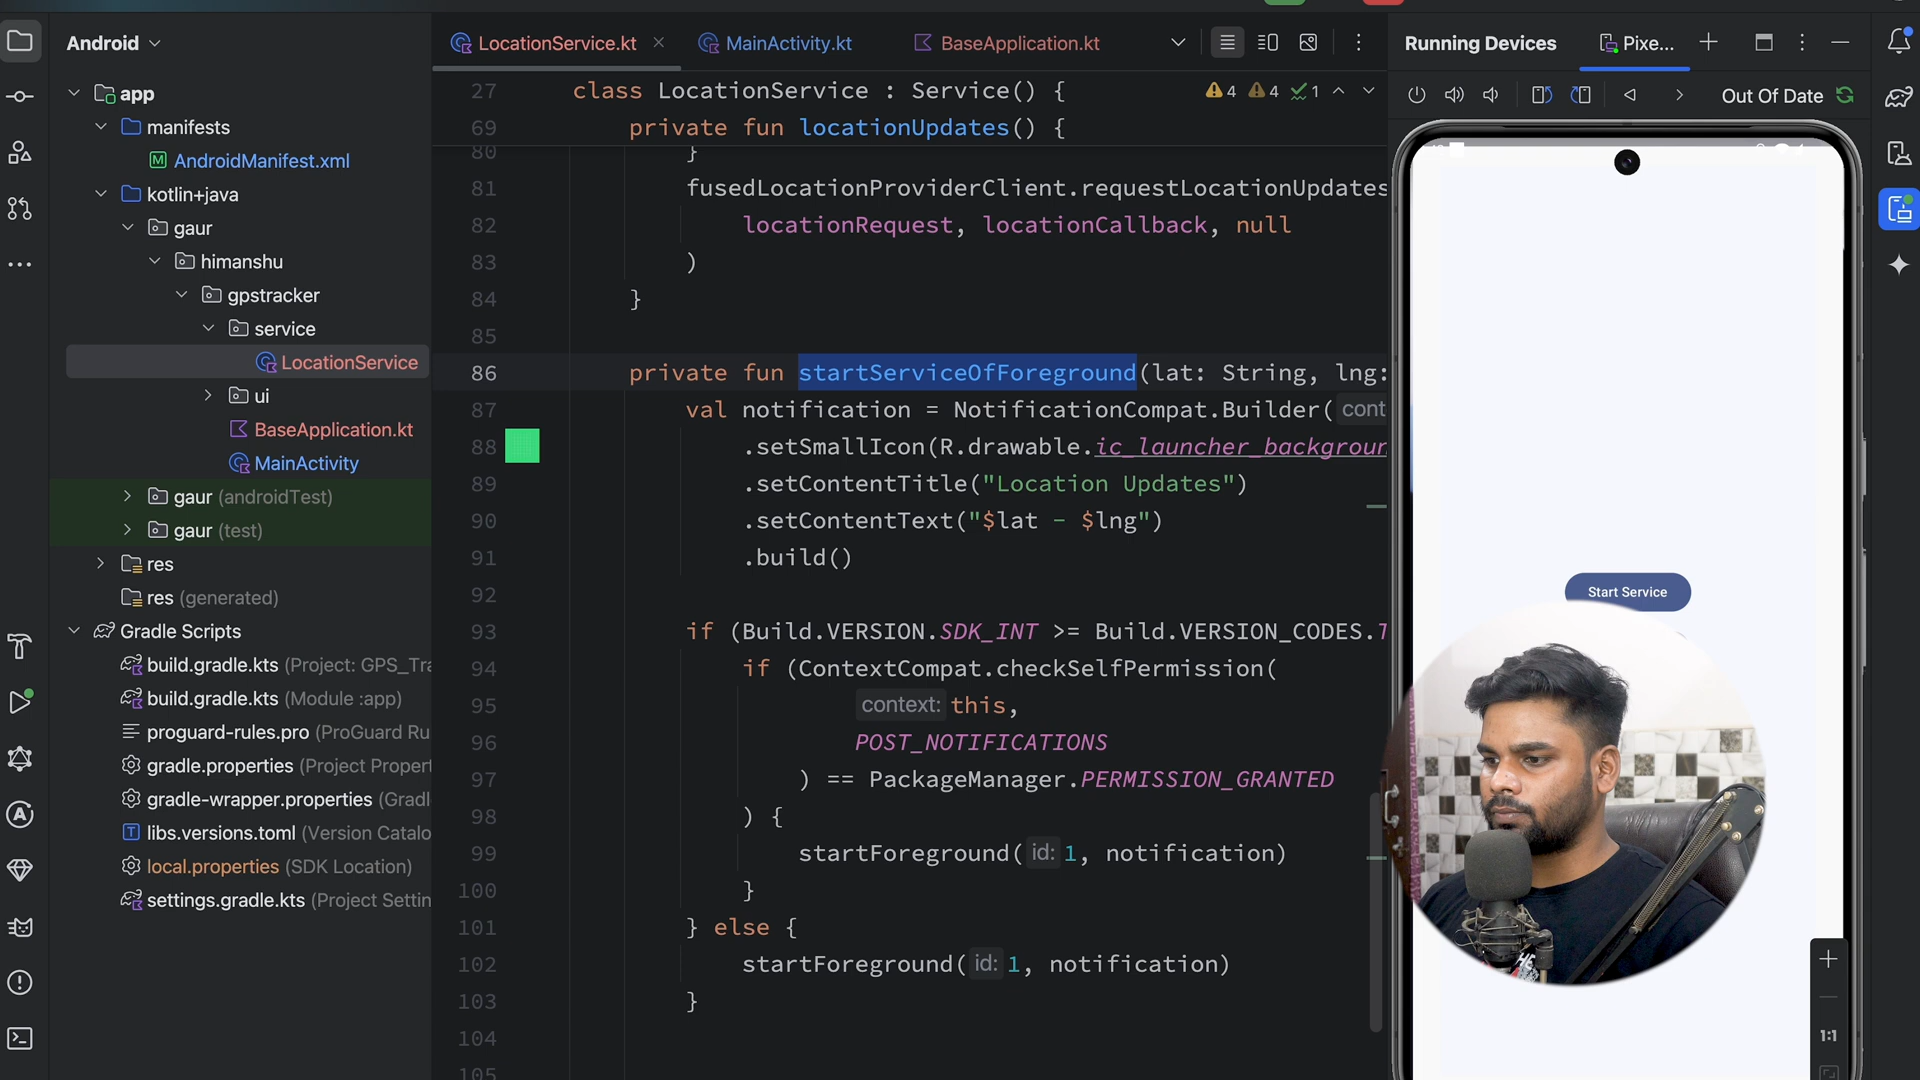 Android
app
manifests
AndroidManifest.xml
kotlin+java
gaur
himanshu
gpstracker
service
LocationService
ui
BaseApplication.kt
MainActivity
gaur (androidTest)
gaur (test)
res
res (generated)
Gradle Scripts
build.gradle.kts (Project: GPS_Tra
build.gradle.kts (Module :app)
proguard-rules.pro (ProGuard Ru
gradle.properties (Project Propert
gradle-wrapper.properties (Gradl
libs.versions.toml (Version Catalo
local.properties (SDK Location)
settings.gradle.kts (Project Settin
LocationService.kt
MainActivity.kt
BaseApplication.kt
27 class LocationService : Service() {
4 4 1
69 private fun locationUpdates() {
80 }
81 fusedLocationProviderClient.requestLocationUpdates
82 locationRequest, locationCallback, null
83 )
84 }
85
86 private fun startServiceOfForeground(lat: String, lng:
87 val notification = NotificationCompat.Builder( cont
88 .setSmallIcon(R.drawable.ic_launcher_backgroun
89 .setContentTitle("Location Updates")
90 .setContentText("$lat - $lng")
91 .build()
92
93 if (Build.VERSION.SDK_INT >= Build.VERSION_CODES.T
94 if (ContextCompat.checkSelfPermission(
95 context: this,
96 POST_NOTIFICATIONS
97 ) == PackageManager.PERMISSION_GRANTED
98 ) {
99 startForeground( id: 1, notification)
100 }
101 } else {
102 startForeground( id: 1, notification)
103 }
104
105
Running Devices
Pixe...
Out Of Date
Start Service
1:1